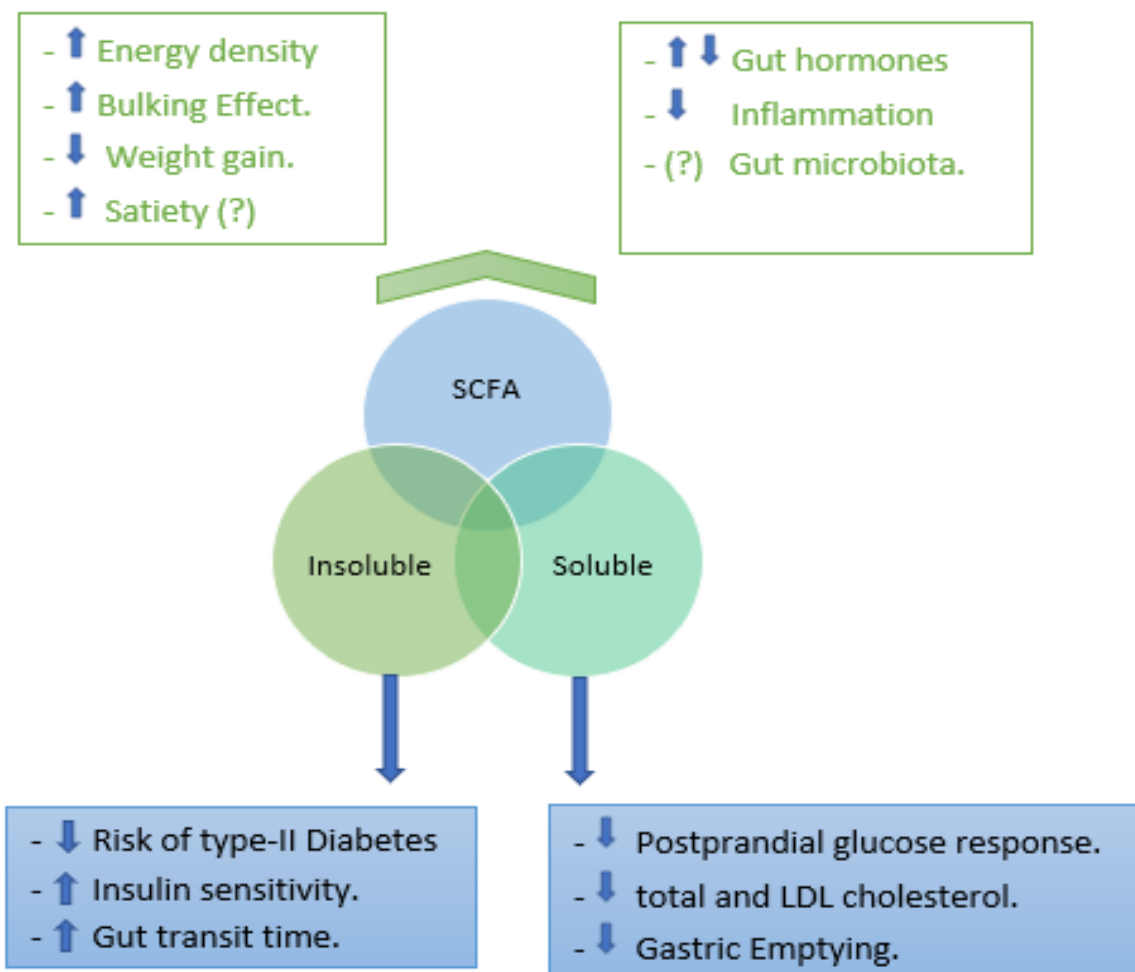 - ⬆ Energy density
- ⬆ Bulking Effect.
- ⬇ Weight gain.
- ⬆ Satiety (?)
- ⬆ ⬇ Gut hormones
- ⬇ Inflammation
- (?) Gut microbiota.
SCFA
Insoluble
Soluble
- ⬇ Risk of type-II Diabetes
- ⬆ Insulin sensitivity.
- ⬆ Gut transit time.
- ⬇ Postprandial glucose response.
- ⬇ total and LDL cholesterol.
- ⬇ Gastric Emptying.